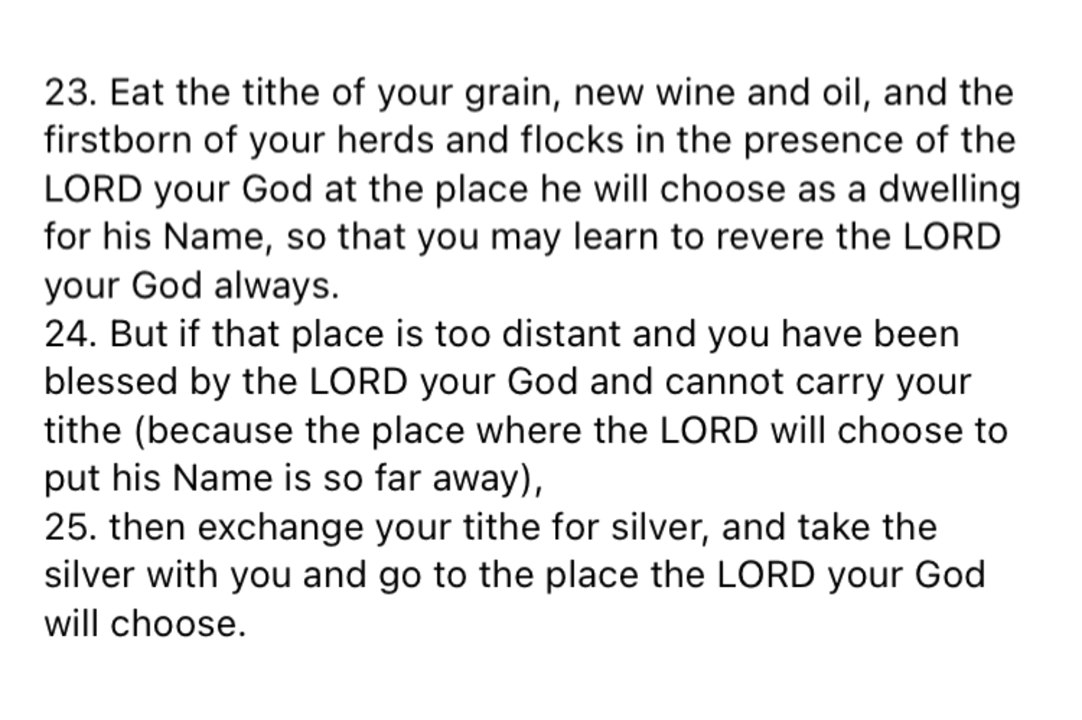 23. Eat the tithe of your grain, new wine and oil, and the
firstborn of your herds and flocks in the presence of the
LORD your God at the place he will choose as a dwelling
for his Name, so that you may learn to revere the LORD
your God always.
24. But if that place is too distant and you have been
blessed by the LORD your God and cannot carry your
tithe (because the place where the LORD will choose to
put his Name is so far away),
25. then exchange your tithe for silver, and take the
silver with you and go to the place the LORD your God
will choose.